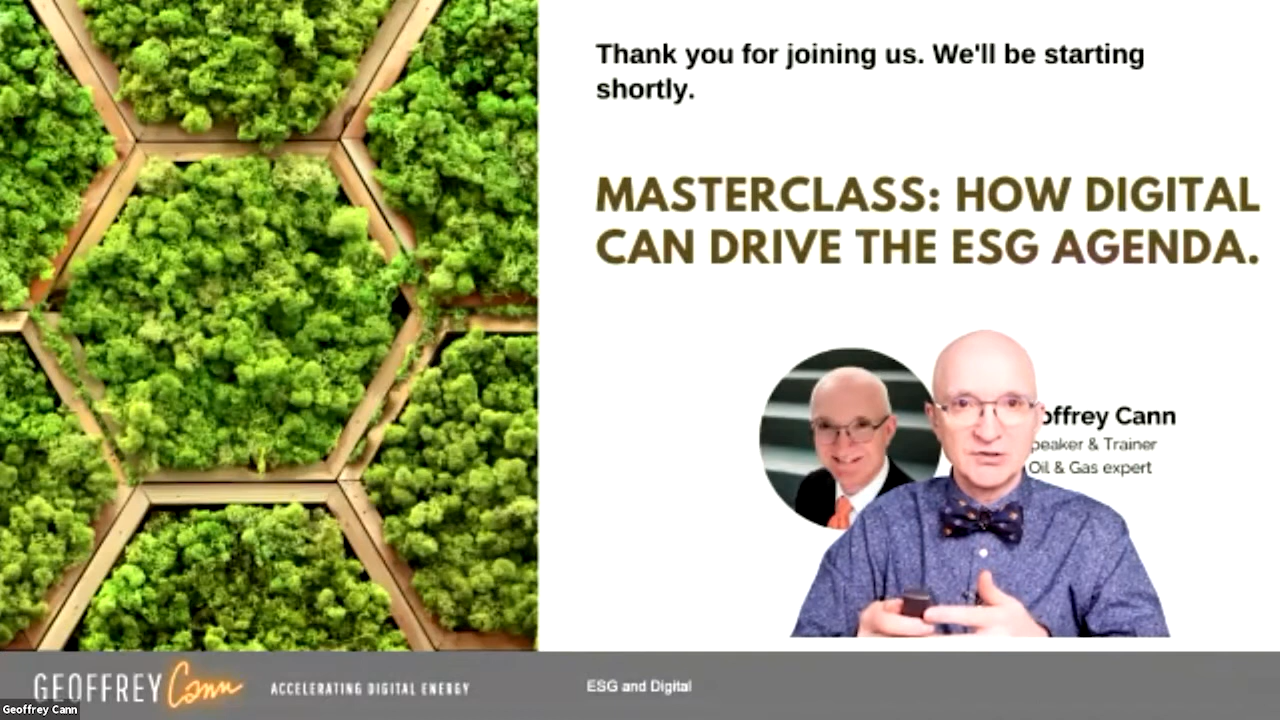 Thank you for joining us. We'll be starting
shortly.
MASTERCLASS: HOW DIGITAL
CAN DRIVE THE ESG AGENDA.
offrey Cann
peaker & Trainer
Oil & Gas expert
GEOFFREY Cann
ACCELERATING DIGITAL ENERGY
ESG and Digital
Geoffrey Cann